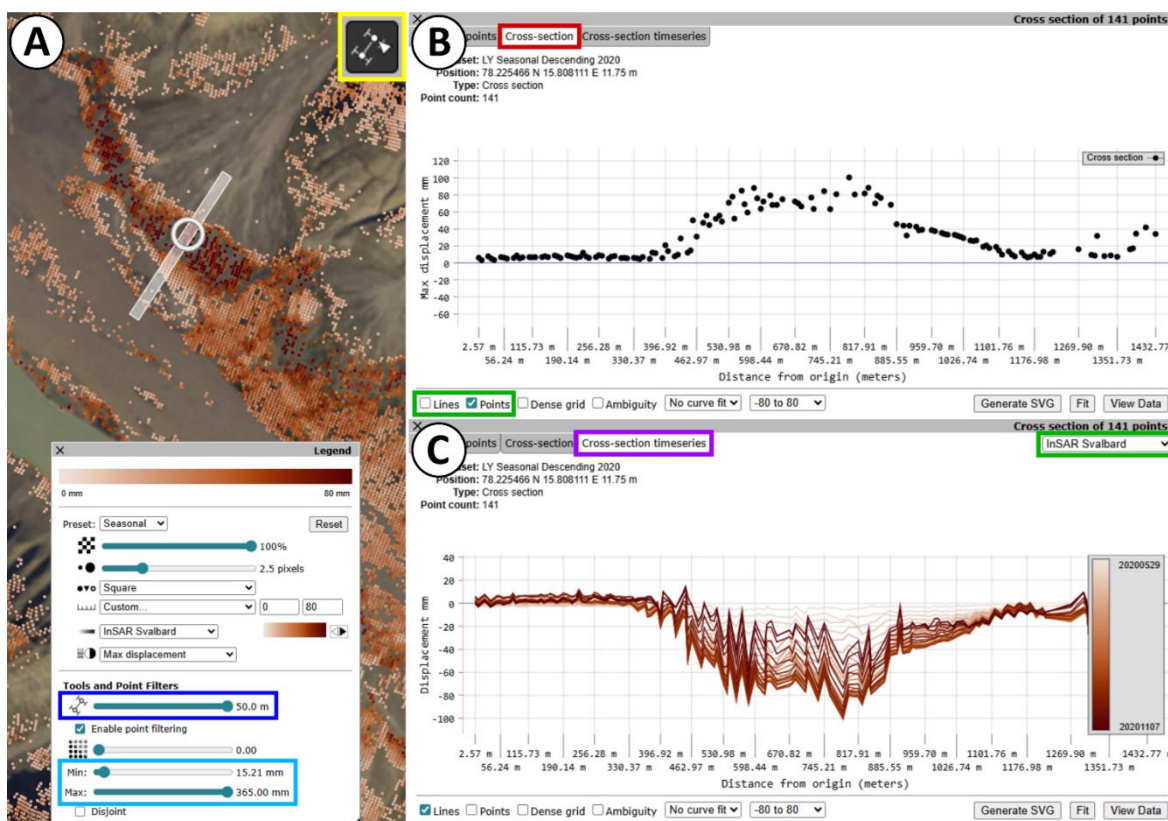 A
×
Legend
0 mm
80 mm
Preset: Seasonal
Reset
100%
2.5 pixels
Square
Custom... 0 80
InSAR Svalbard
Max displacement
Tools and Point Filters
50.0 m
Enable point filtering
0.00
Min: 15.21 mm
Max: 365.00 mm
Disjoint
B
×
Cross section of 141 points
points Cross-section Cross-section timeseries
set: LY Seasonal Descending 2020
Position: 78.225466 N 15.808111 E 11.75 m
Type: Cross section
Point count: 141
Cross section
Max displacement mm
120
100
80
60
40
20
0
-20
-40
-60
2.57 m 115.73 m 256.28 m 396.92 m 530.98 m 670.82 m 817.91 m 959.70 m 1101.76 m 1269.90 m 1432.77
56.24 m 190.14 m 330.37 m 462.97 m 598.44 m 745.21 m 885.55 m 1026.74 m 1176.98 m 1351.73 m
Distance from origin (meters)
Lines Points Dense grid Ambiguity No curve fit -80 to 80 Generate SVG Fit View Data
C
×
Cross section of 141 points
points Cross-section Cross-section timeseries InSAR Svalbard
set: LY Seasonal Descending 2020
Position: 78.225466 N 15.808111 E 11.75 m
Type: Cross section
Point count: 141
20200529
20201107
Displacement mm
40
20
0
-20
-40
-60
-80
-100
2.57 m 115.73 m 256.28 m 396.92 m 530.98 m 670.82 m 817.91 m 959.70 m 1101.76 m 1269.90 m 1432.77 m
56.24 m 190.14 m 330.37 m 462.97 m 598.44 m 745.21 m 885.55 m 1026.74 m 1176.98 m 1351.73 m
Distance from origin (meters)
Lines Points Dense grid Ambiguity No curve fit -80 to 80 Generate SVG Fit View Data